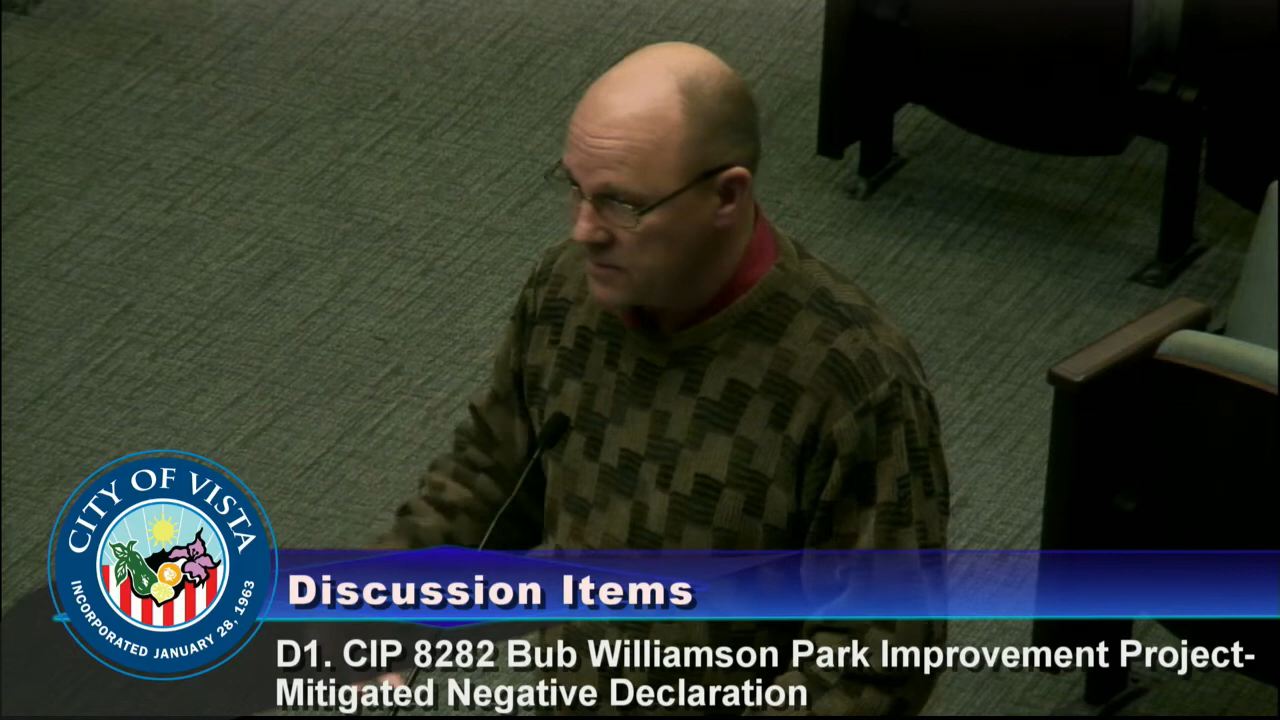 CITY OF VISTA
INCORPORATED JANUARY 28, 1963
Discussion Items
D1. CIP 8282 Bub Williamson Park Improvement Project-
Mitigated Negative Declaration